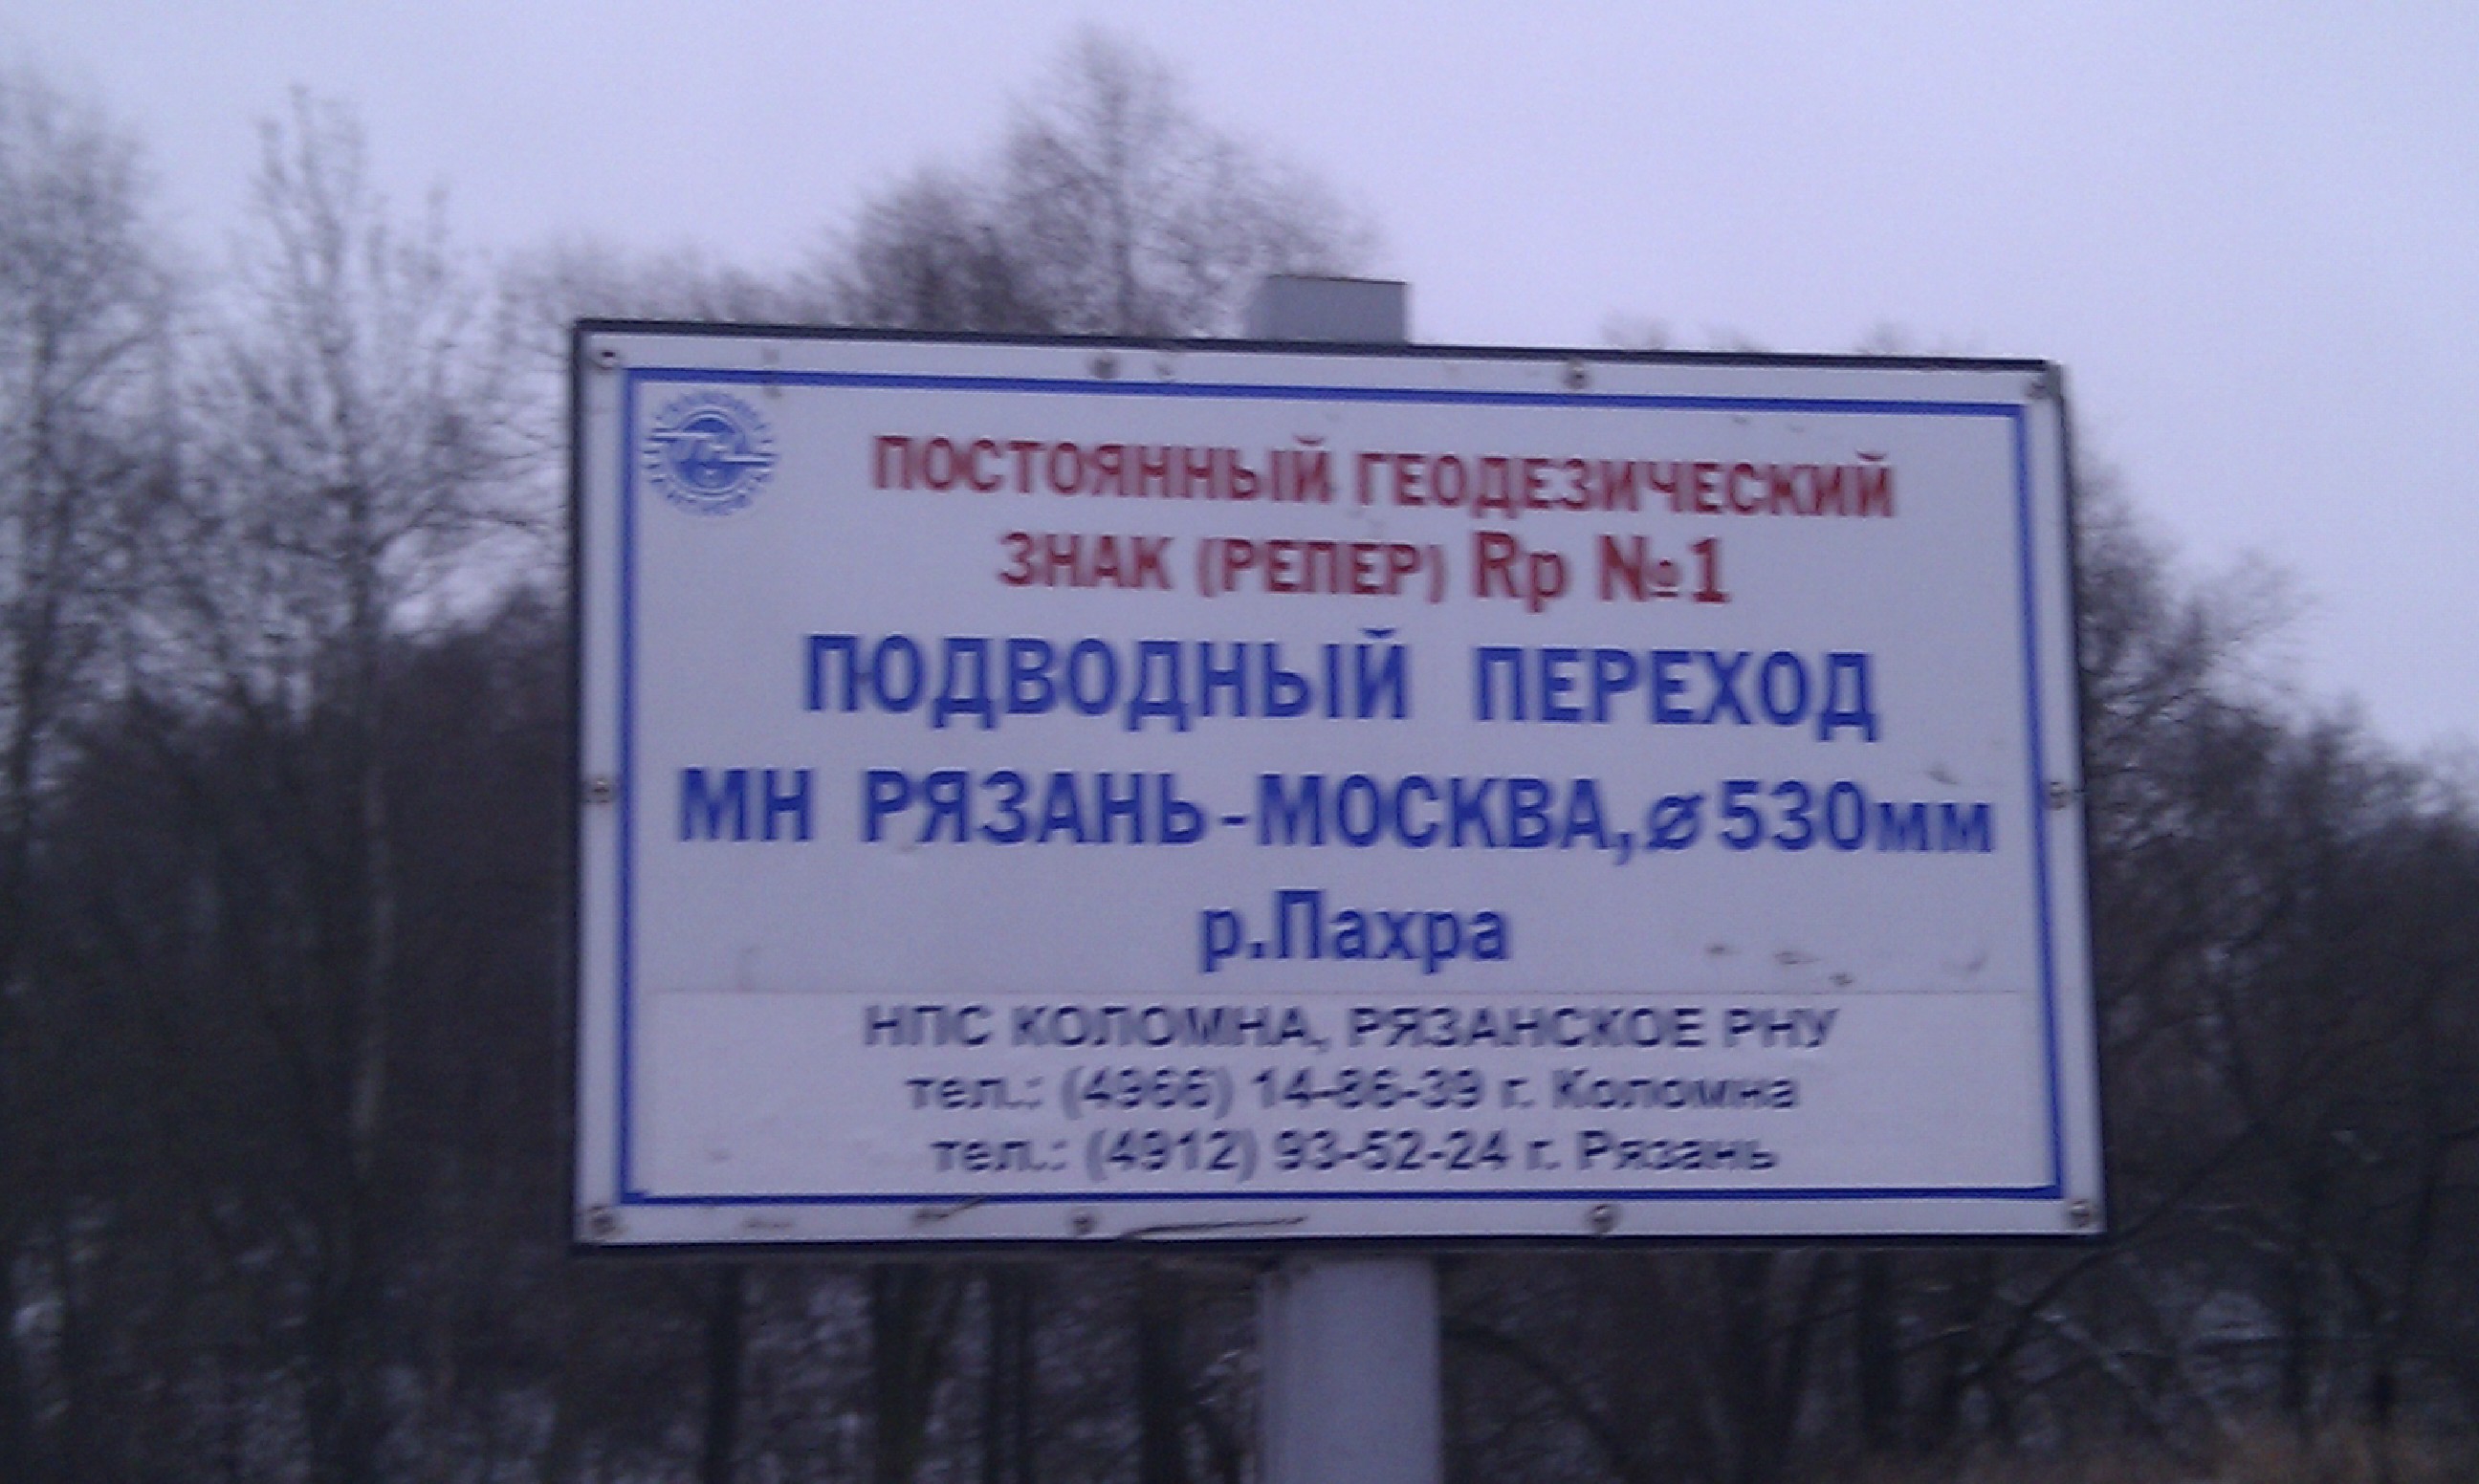 ПОСТОЯННЫЙ ГЕОДЕЗИЧЕСКИЙ
ЗНАК (РЕПЕР) Rp №1
ПОДВОДНЫЙ ПЕРЕХОД
МН РЯЗАНЬ-МОСКВА,⌀530мм
р.Пахра
НПС КОЛОМНА, РЯЗАНСКОЕ РНУ
тел.: (4966) 14-86-39 г. Коломна
тел.: (4912) 93-52-24 г. Рязань